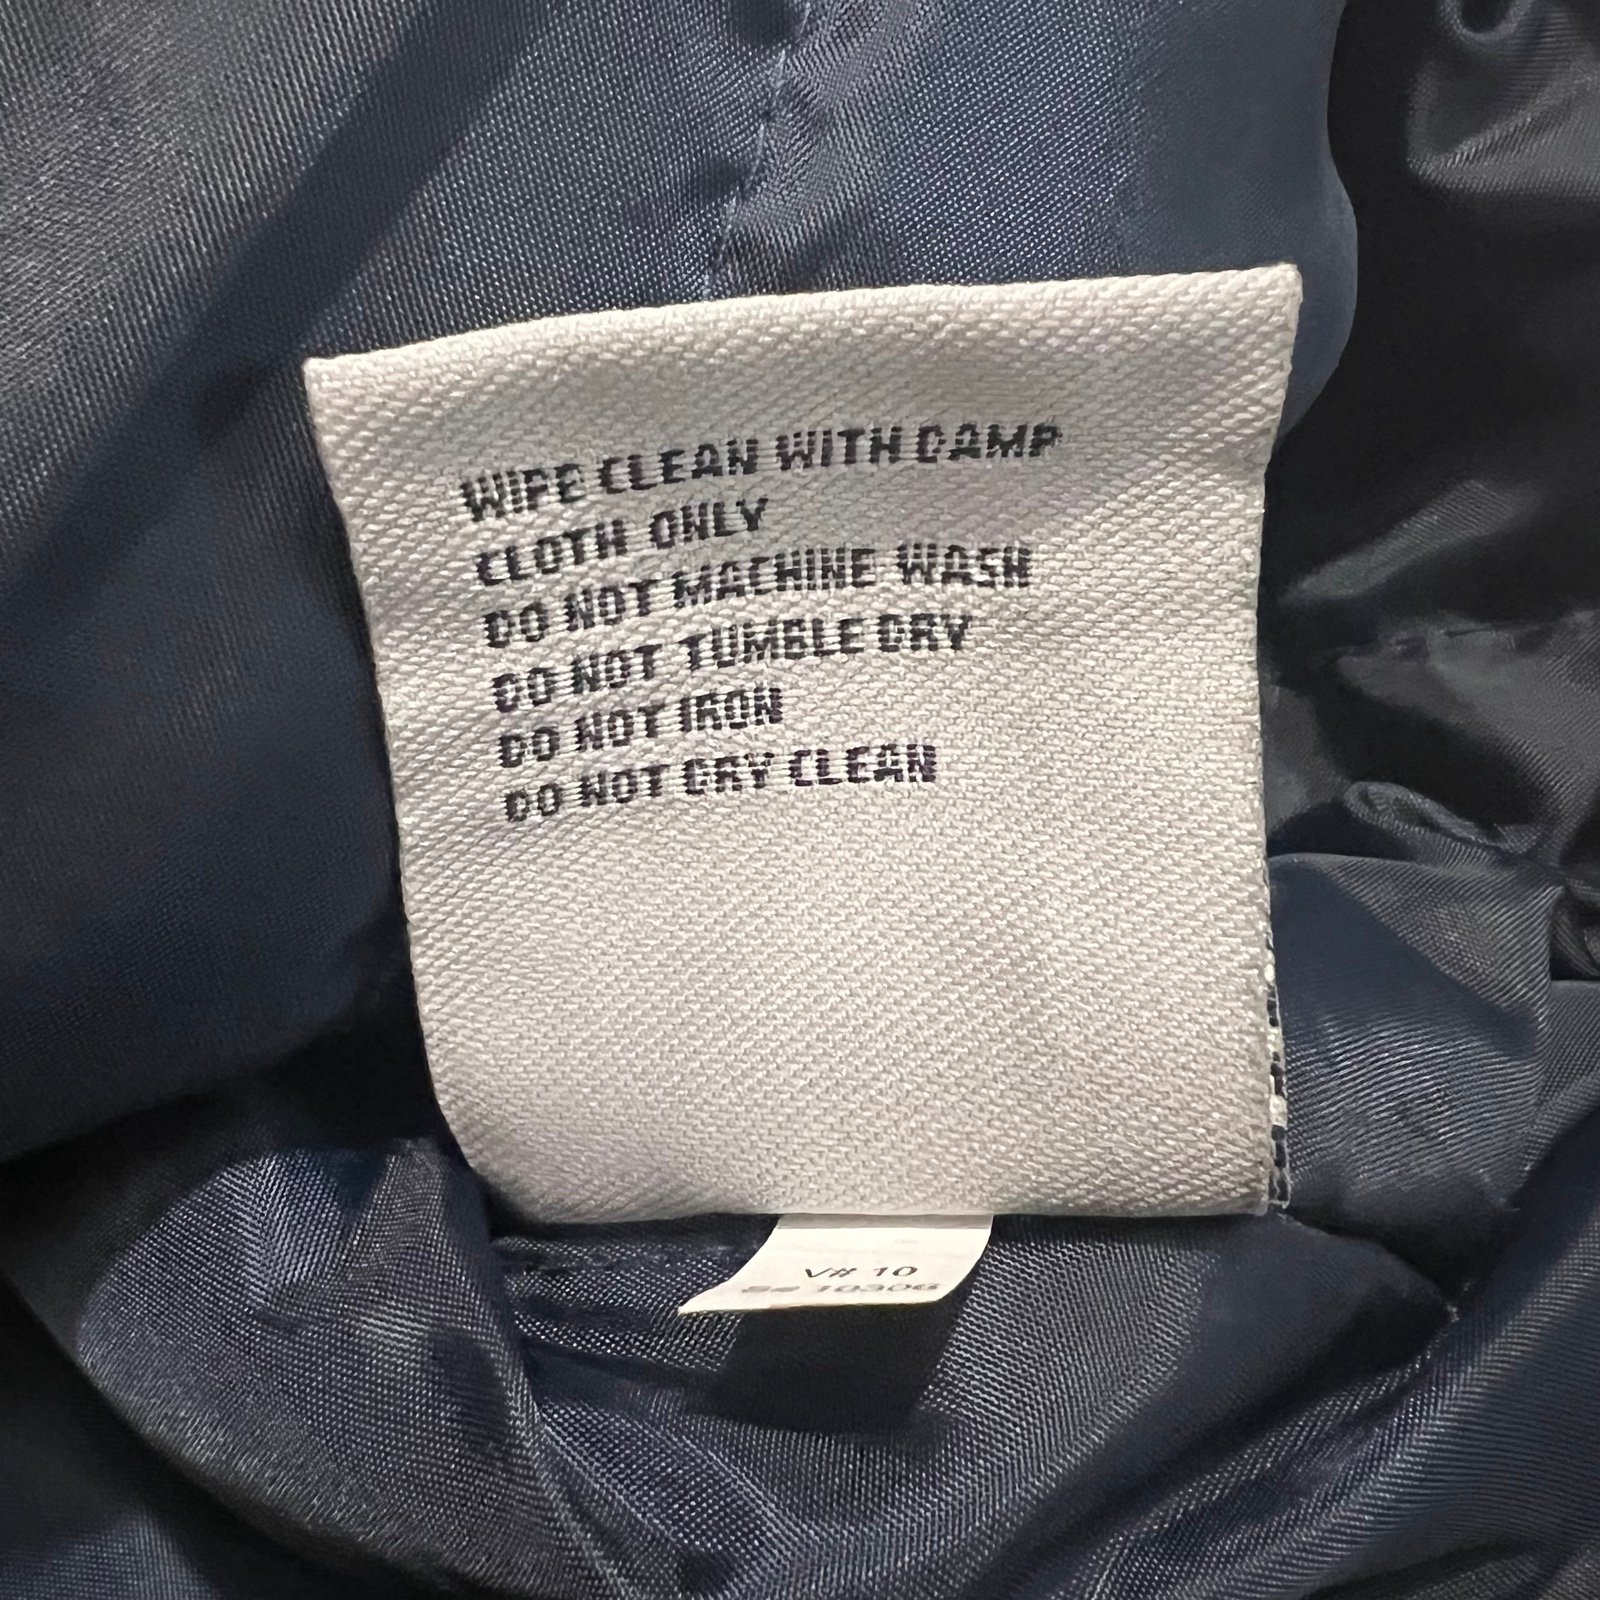 WIPE CLEAN WITH DAMP
CLOTH ONLY
DO NOT MACHINE WASH
DO NOT TUMBLE DRY
DO NOT IRON
DO NOT DRY CLEAN
V# 10